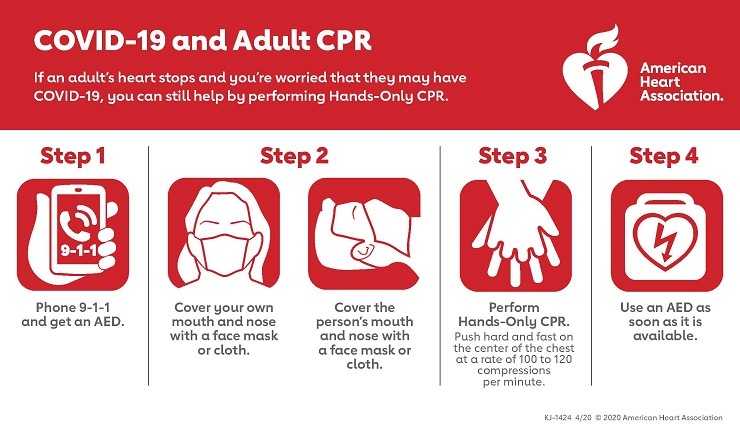 COVID-19 and Adult CPR
If an adult's heart stops and you're worried that they may have
COVID-19, you can still help by performing Hands-Only CPR.
American
Heart
Association.
Step 1
9-1-1
Phone 9-1-1
and get an AED.
Step 2
Cover your own
mouth and nose
with a face mask
or cloth.
Cover the
person's mouth
and nose with
a face mask or
cloth.
Step 3
Perform
Hands-Only CPR.
Push hard and fast on
the center of the chest
at a rate of 100 to 120
compressions
per minute.
Step 4
Use an AED as
soon as it is
available.
KJ-1424 4/20 © 2020 American Heart Association